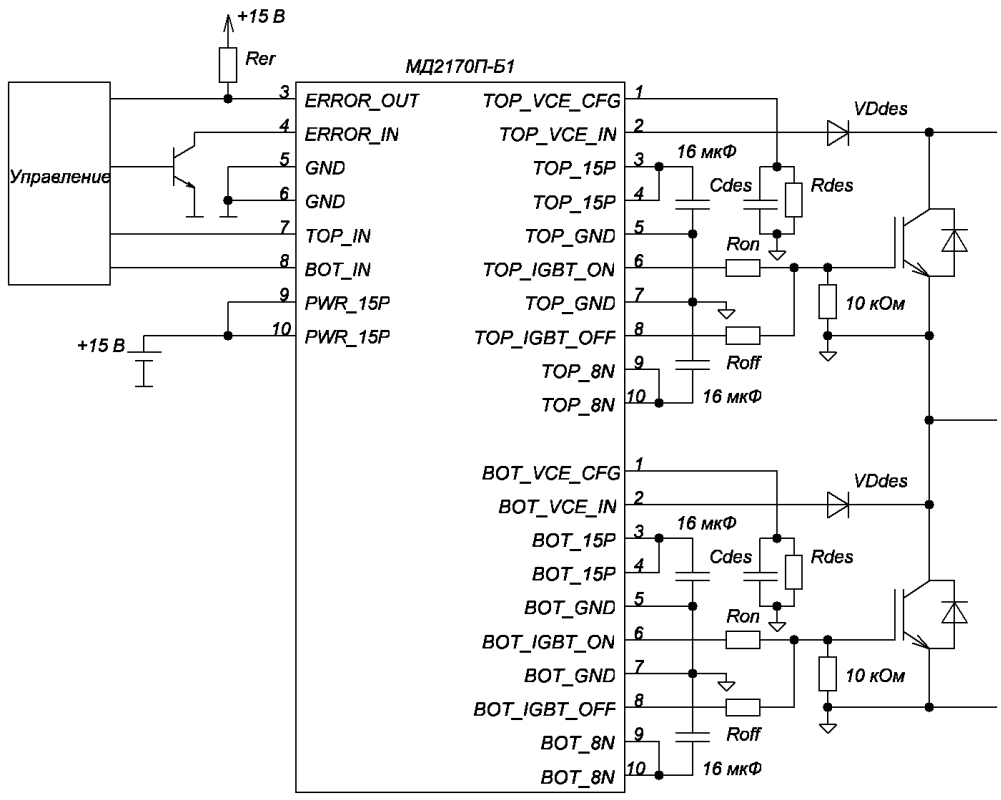 +15 В
Rer
МД2170П-Б1
Управление
3 ERROR_OUT
4 ERROR_IN
5 GND
6 GND
7 TOP_IN
8 BOT_IN
9 PWR_15P
10 PWR_15P
+15 В
TOP_VCE_CFG 1
TOP_VCE_IN 2
TOP_15P 3
TOP_15P 4
TOP_GND 5
TOP_IGBT_ON 6
TOP_GND 7
TOP_IGBT_OFF 8
TOP_8N 9
TOP_8N 10
VDdes
16 мкФ
Cdes
Rdes
Ron
10 кОм
Roff
16 мкФ
BOT_VCE_CFG 1
BOT_VCE_IN 2
BOT_15P 3
BOT_15P 4
BOT_GND 5
BOT_IGBT_ON 6
BOT_GND 7
BOT_IGBT_OFF 8
BOT_8N 9
BOT_8N 10
VDdes
16 мкФ
Cdes
Rdes
Ron
10 кОм
Roff
16 мкФ